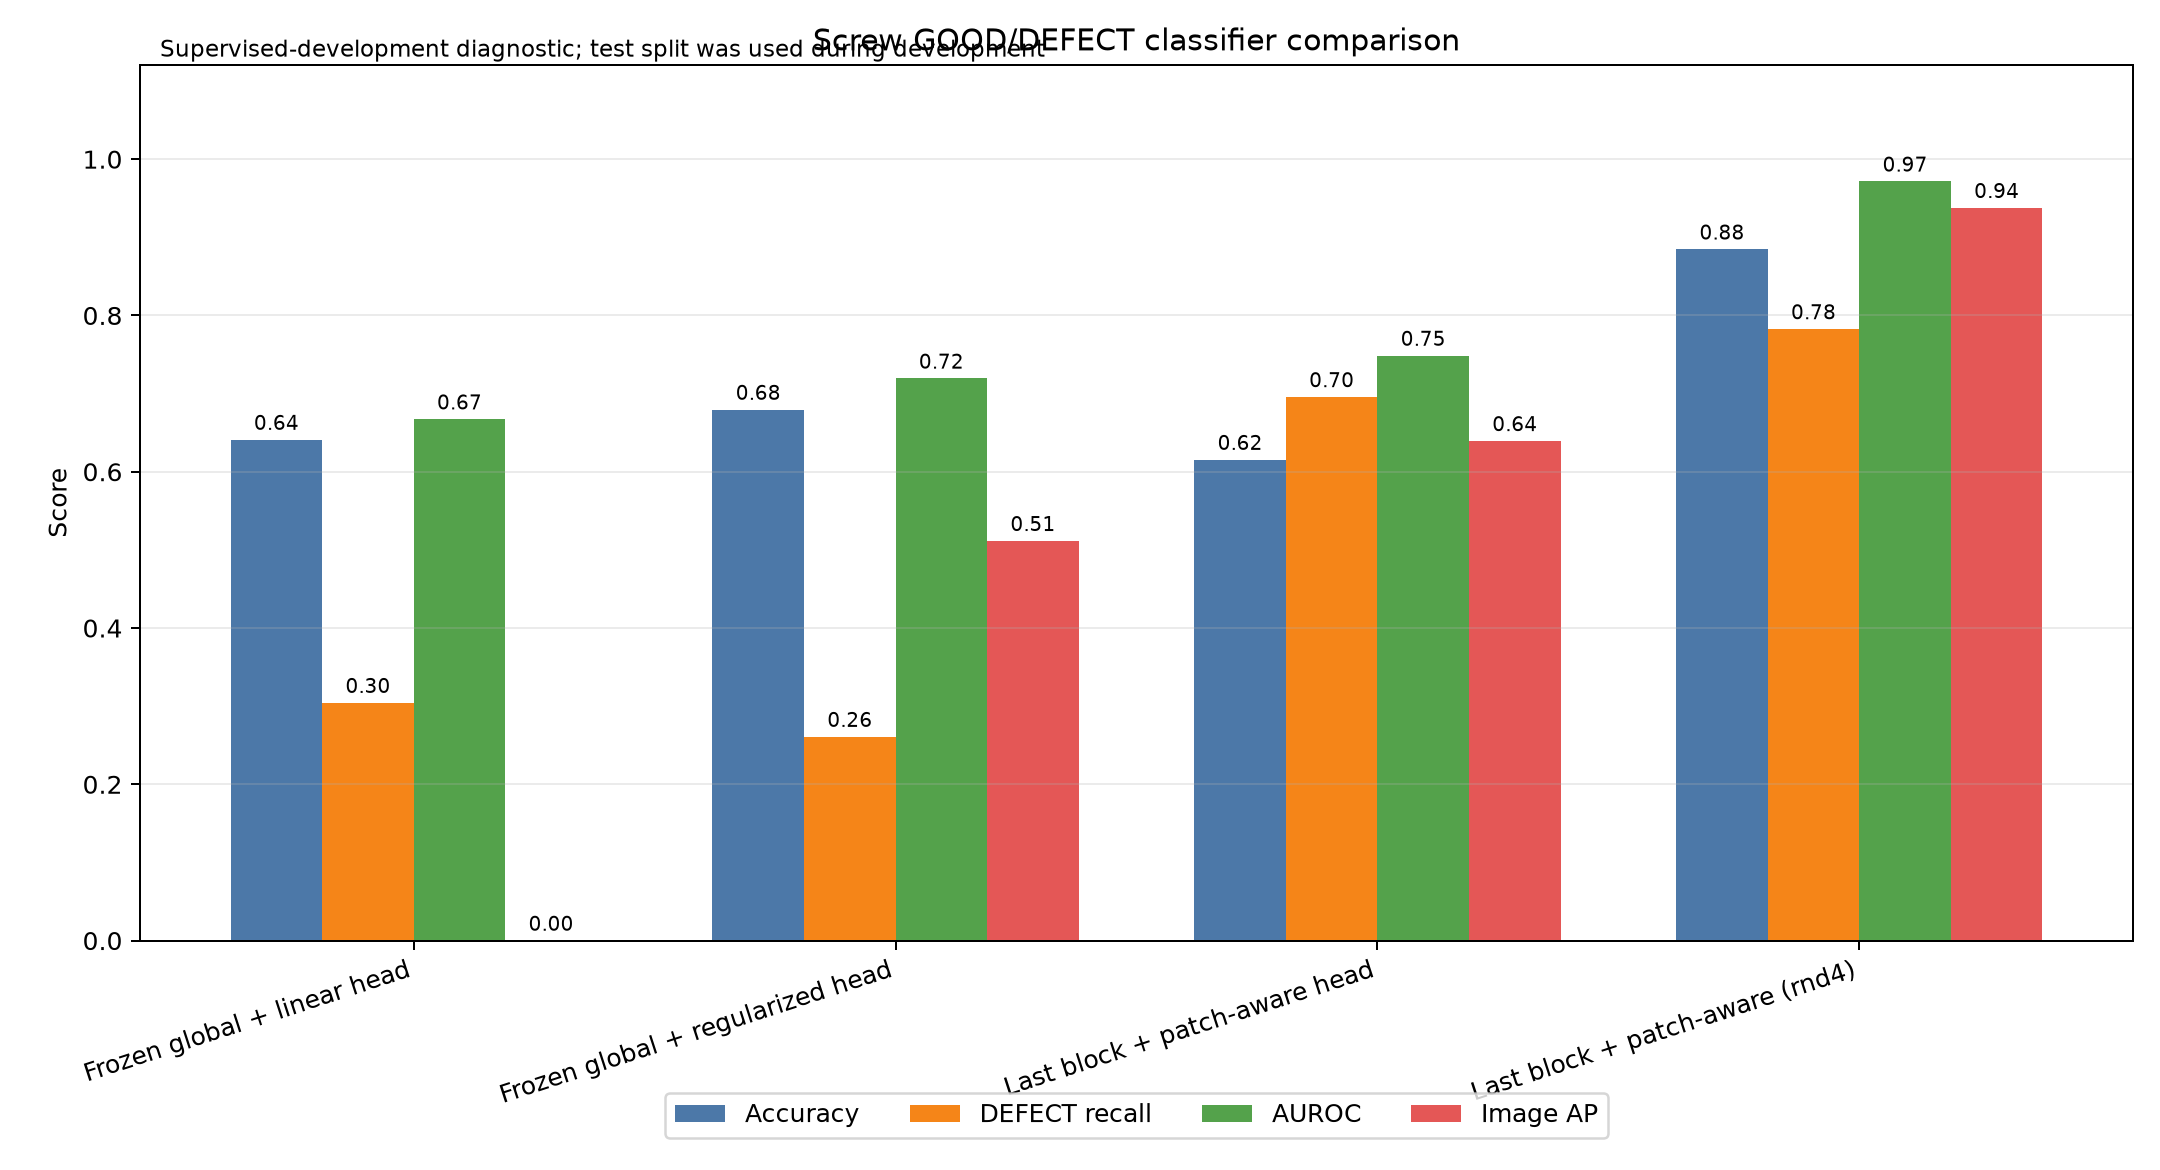 Screw GOOD/DEFECT classifier comparison
Supervised-development diagnostic; test split was used during development
Score
1.0
0.8
0.6
0.4
0.2
0.0
0.64
0.30
0.67
0.00
0.68
0.26
0.72
0.51
0.62
0.70
0.75
0.64
0.88
0.78
0.97
0.94
Frozen global + linear head
Frozen global + regularized head
Last block + patch-aware head
Last block + patch-aware (rnd4)
Accuracy
DEFECT recall
AUROC
Image AP